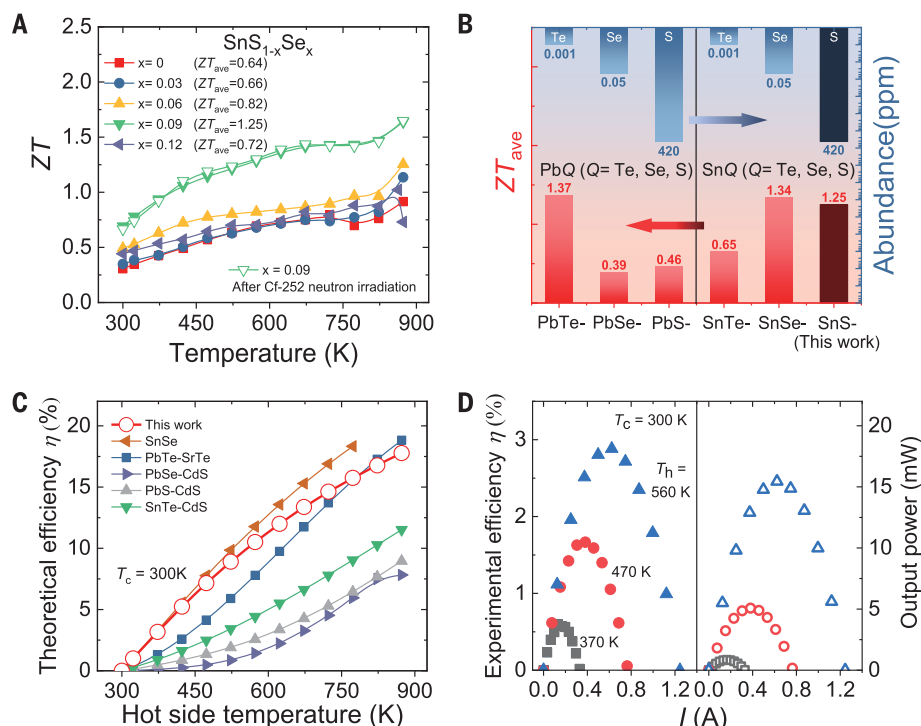 A
ZT
2.5
2.0
1.5
1.0
0.5
0.0
SnS1-xSex
x= 0 (ZTave=0.64)
x= 0.03 (ZTave=0.66)
x= 0.06 (ZTave=0.82)
x= 0.09 (ZTave=1.25)
x= 0.12 (ZTave=0.72)
x = 0.09
After Cf-252 neutron irradiation
300 450 600 750 900
Temperature (K)
B
ZTave
Te Se S Te Se S
0.001 0.05 420 0.001 0.05 420
PbQ (Q= Te, Se, S) SnQ (Q= Te, Se, S)
1.37 0.39 0.46 0.65 1.34 1.25
PbTe- PbSe- PbS- SnTe- SnSe- SnS-
(This work)
Abundance(ppm)
C
Theoretical efficiency η (%)
20
15
10
5
0
This work
SnSe
PbTe-SrTe
PbSe-CdS
PbS-CdS
SnTe-CdS
Tc = 300K
300 450 600 750 900
Hot side temperature (K)
D
Experimental efficiency η (%)
3
2
1
0
Tc = 300 K
Th =
560 K
470 K
370 K
20
15
10
5
0
Output power (mW)
0.0 0.4 0.8 1.2 0.0 0.4 0.8 1.2
I (A)